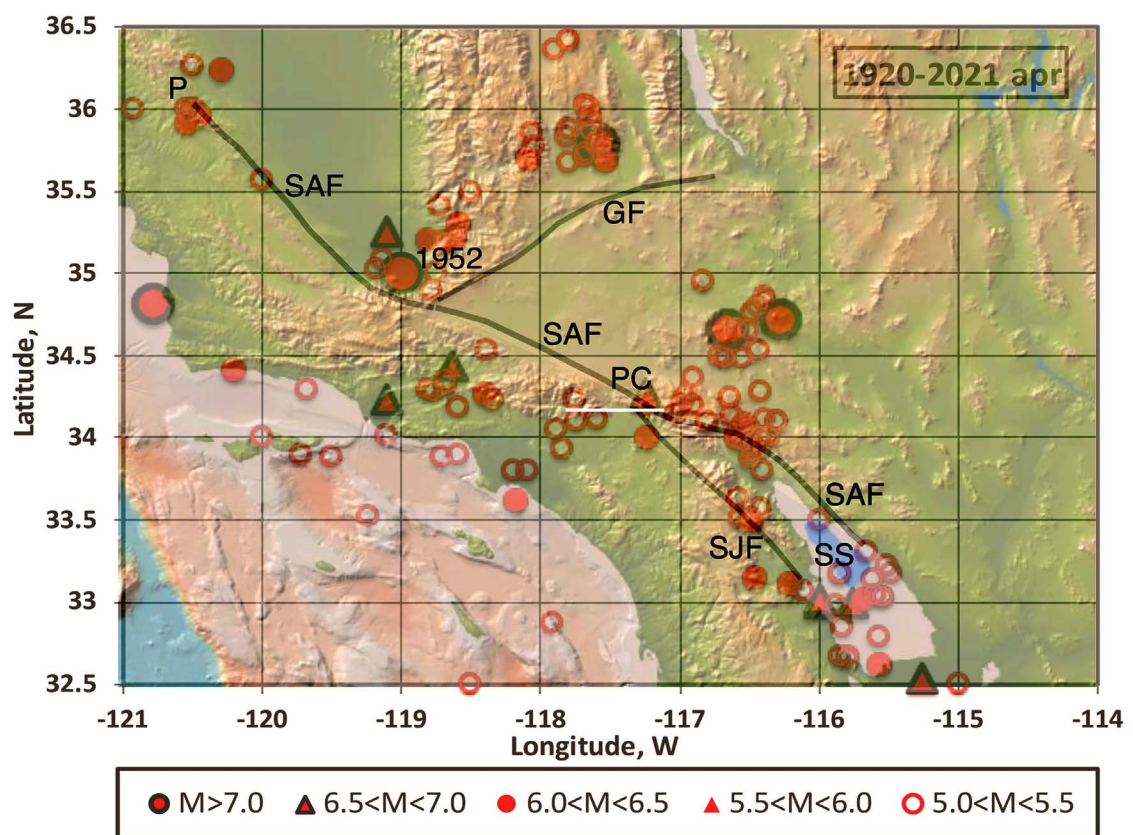 36.5
1920-2021 apr
P
36
35.5
SAF
GF
35
1952
34.5
SAF
PC
34
33.5
SAF
SJF
SS
33
32.5
Latitude, N
-121
-120
-119
-118
-117
-116
-115
-114
Longitude, W
M>7.0
6.5<M<7.0
6.0<M<6.5
5.5<M<6.0
5.0<M<5.5